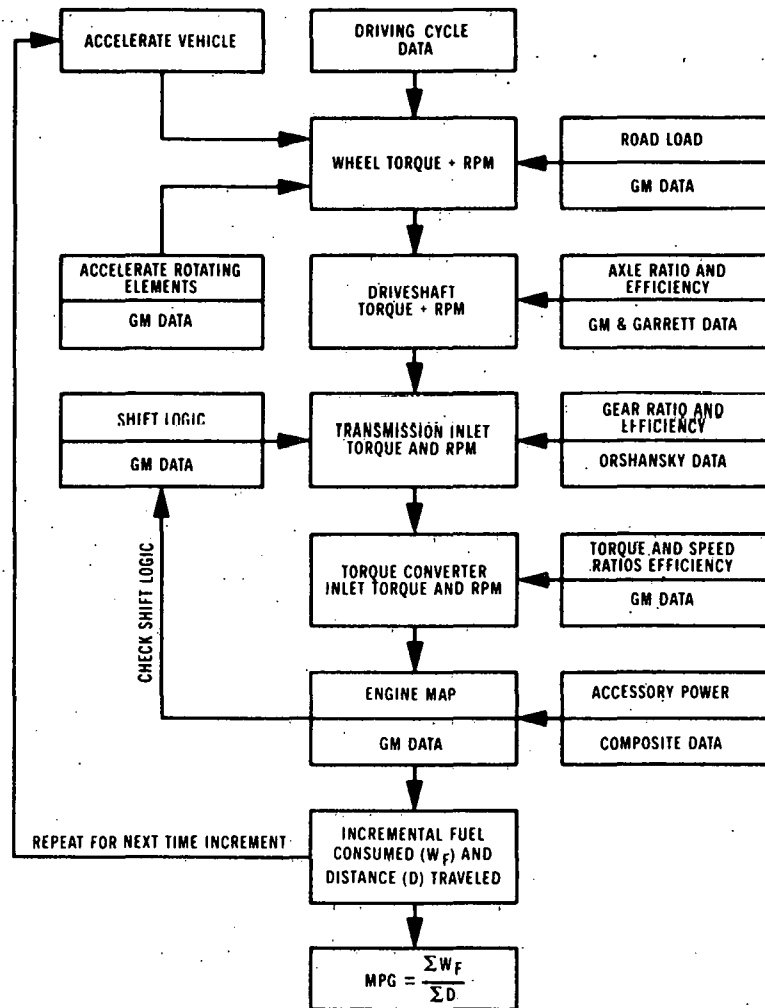 ACCELERATE VEHICLE
DRIVING CYCLE
DATA
WHEEL TORQUE + RPM
ROAD LOAD
GM DATA
ACCELERATE ROTATING
ELEMENTS
GM DATA
DRIVESHAFT
TORQUE + RPM
AXLE RATIO AND
EFFICIENCY
GM & GARRETT DATA
SHIFT LOGIC
GM DATA
TRANSMISSION INLET
TORQUE AND RPM
GEAR RATIO AND
EFFICIENCY
ORSHANSKY DATA
TORQUE CONVERTER
INLET TORQUE AND RPM
TORQUE AND SPEED
RATIOS EFFICIENCY
GM DATA
CHECK SHIFT LOGIC
ENGINE MAP
GM DATA
ACCESSORY POWER
COMPOSITE DATA
REPEAT FOR NEXT TIME INCREMENT
INCREMENTAL FUEL
CONSUMED (W_F) AND
DISTANCE (D) TRAVELED
MPG = ΣW_F / ΣD